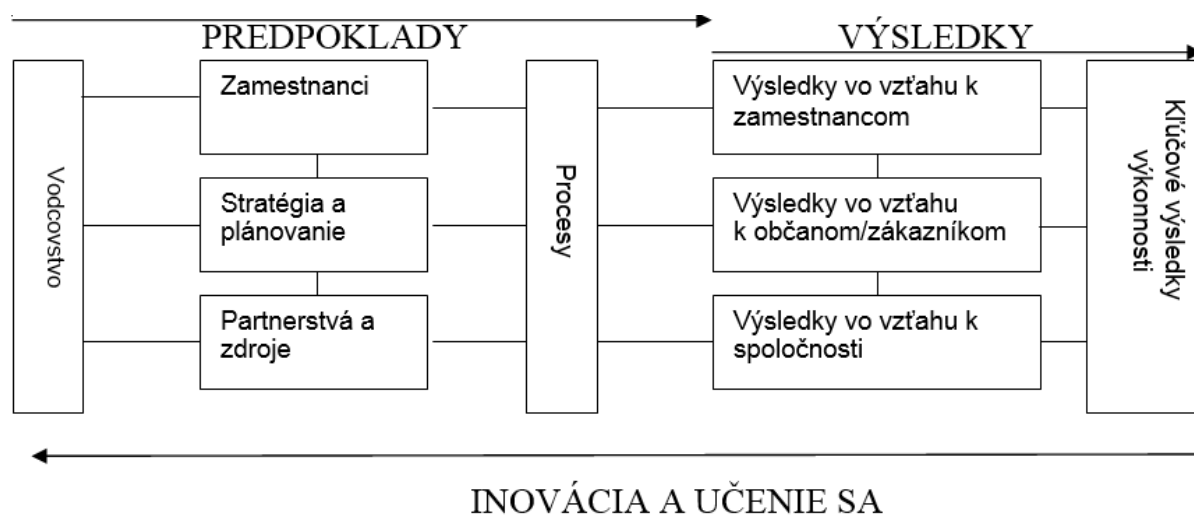 PREDPOKLADY
VÝSLEDKY
Vodcovstvo
Zamestnanci
Stratégia a
plánovanie
Partnerstvá a
zdroje
Procesy
Výsledky vo vzťahu k
zamestnancom
Výsledky vo vzťahu
k občanom/zákazníkom
Výsledky vo vzťahu k
spoločnosti
Kľúčové výsledky
výkonnosti
INOVÁCIA A UČENIE SA